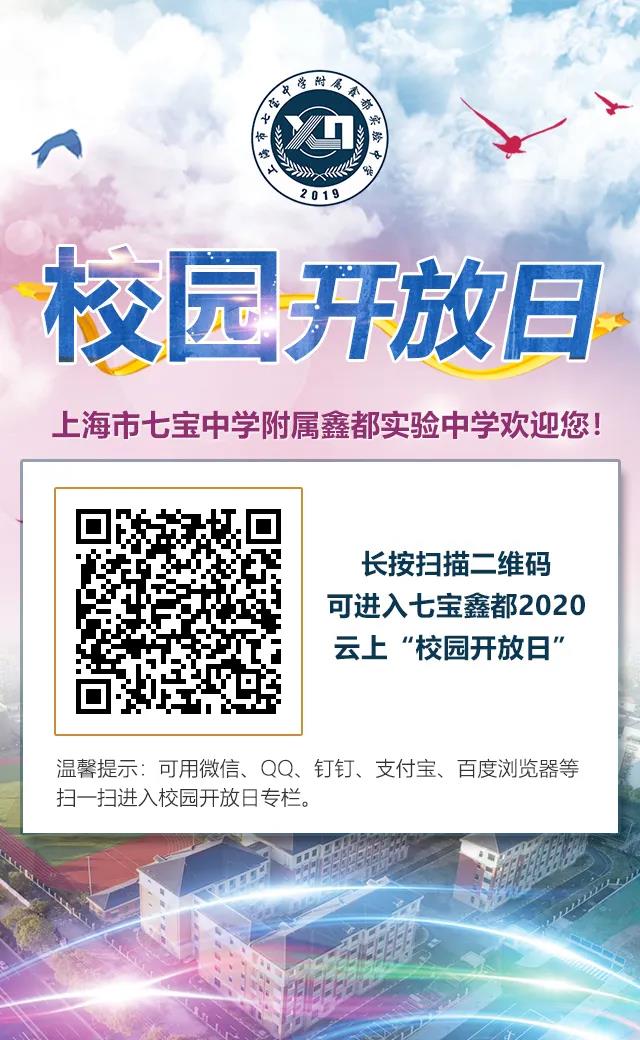 上海市七宝中学附属鑫都实验中学
XD
2019
校园开放日
上海市七宝中学附属鑫都实验中学欢迎您！
长按扫描二维码
可进入七宝鑫都2020
云上“校园开放日”
温馨提示：可用微信、QQ、钉钉、支付宝、百度浏览器等
扫一扫进入校园开放日专栏。